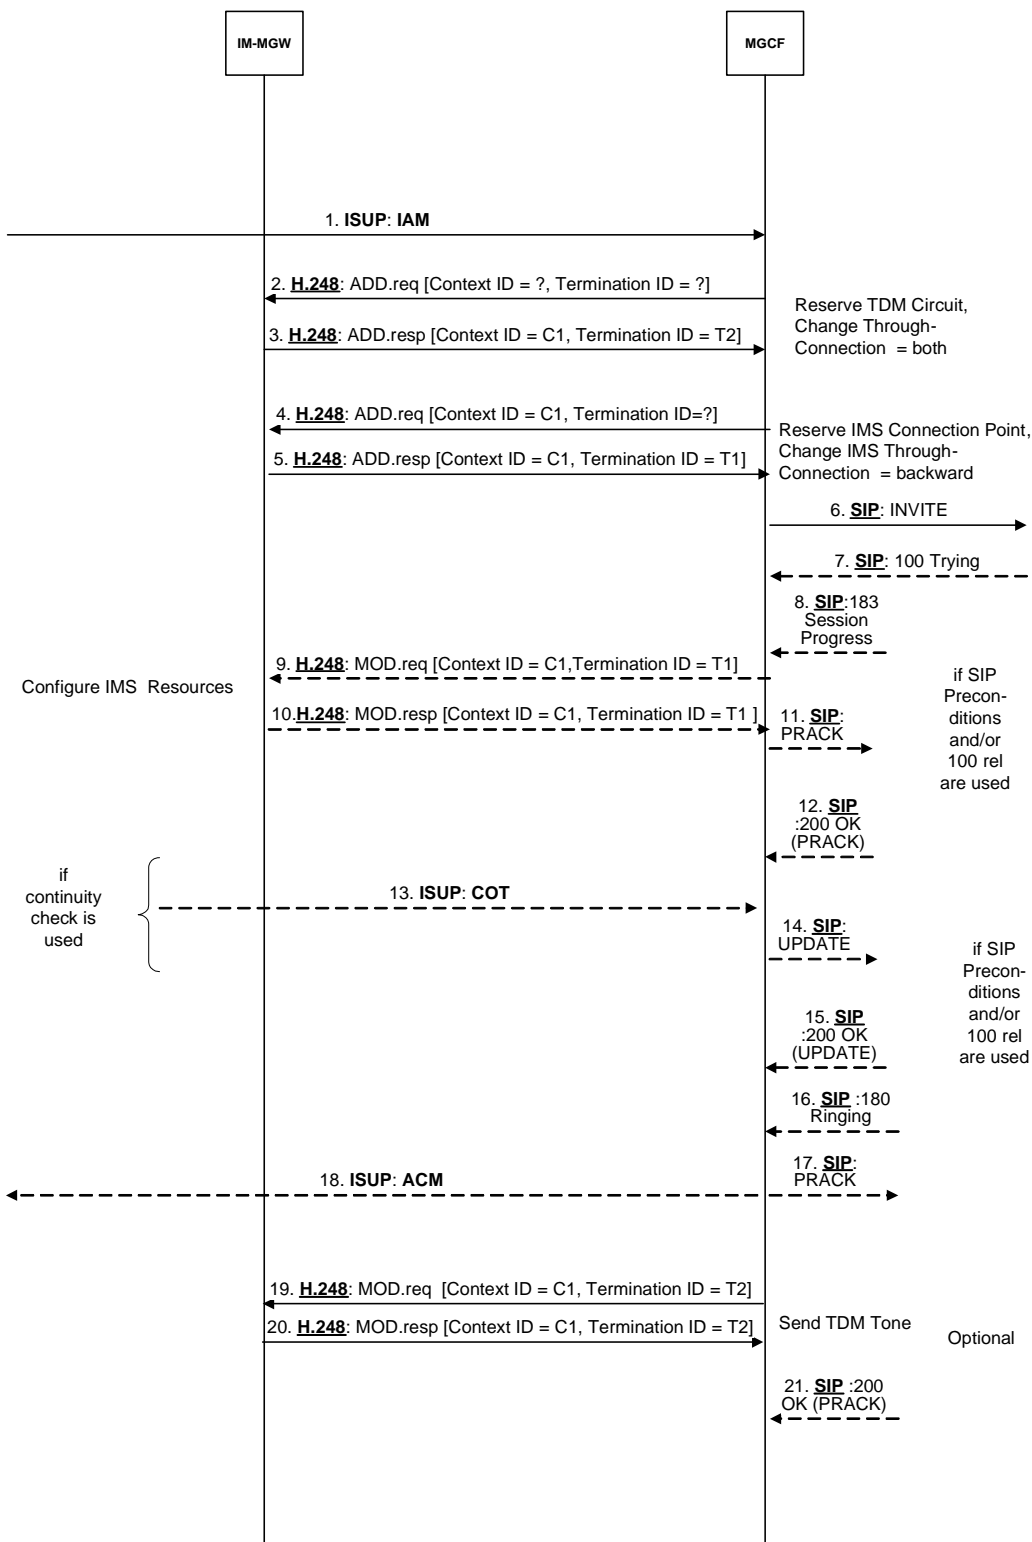 IM-MGW
MGCF
1. ISUP: IAM
2. H.248: ADD.req [Context ID = ?, Termination ID = ?]
Reserve TDM Circuit,
Change Through-
Connection = both
3. H.248: ADD.resp [Context ID = C1, Termination ID = T2]
4. H.248: ADD.req [Context ID = C1, Termination ID=?]
Reserve IMS Connection Point,
Change IMS Through-
Connection = backward
5. H.248: ADD.resp [Context ID = C1, Termination ID = T1]
6. SIP: INVITE
7. SIP: 100 Trying
8. SIP:183
Session
Progress
9. H.248: MOD.req [Context ID = C1,Termination ID = T1]
Configure IMS Resources
if SIP
Precon-
ditions
and/or
100 rel
are used
10.H.248: MOD.resp [Context ID = C1, Termination ID = T1 ]
11. SIP:
PRACK
12. SIP
:200 OK
(PRACK)
if
continuity
check is
used
13. ISUP: COT
14. SIP:
UPDATE
if SIP
Precon-
ditions
and/or
100 rel
are used
15. SIP
:200 OK
(UPDATE)
16. SIP :180
Ringing
17. SIP:
PRACK
18. ISUP: ACM
19. H.248: MOD.req [Context ID = C1, Termination ID = T2]
20. H.248: MOD.resp [Context ID = C1, Termination ID = T2]
Send TDM Tone
Optional
21. SIP :200
OK (PRACK)